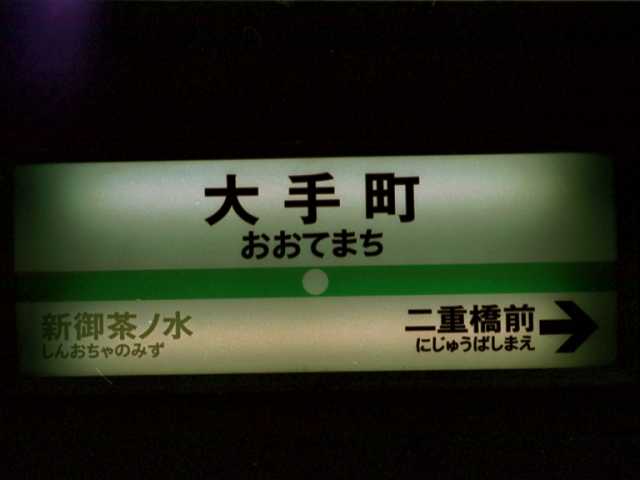 大手町
おおてまち
新御茶ノ水
しんおちゃのみず
二重橋前
にじゅうばしまえ